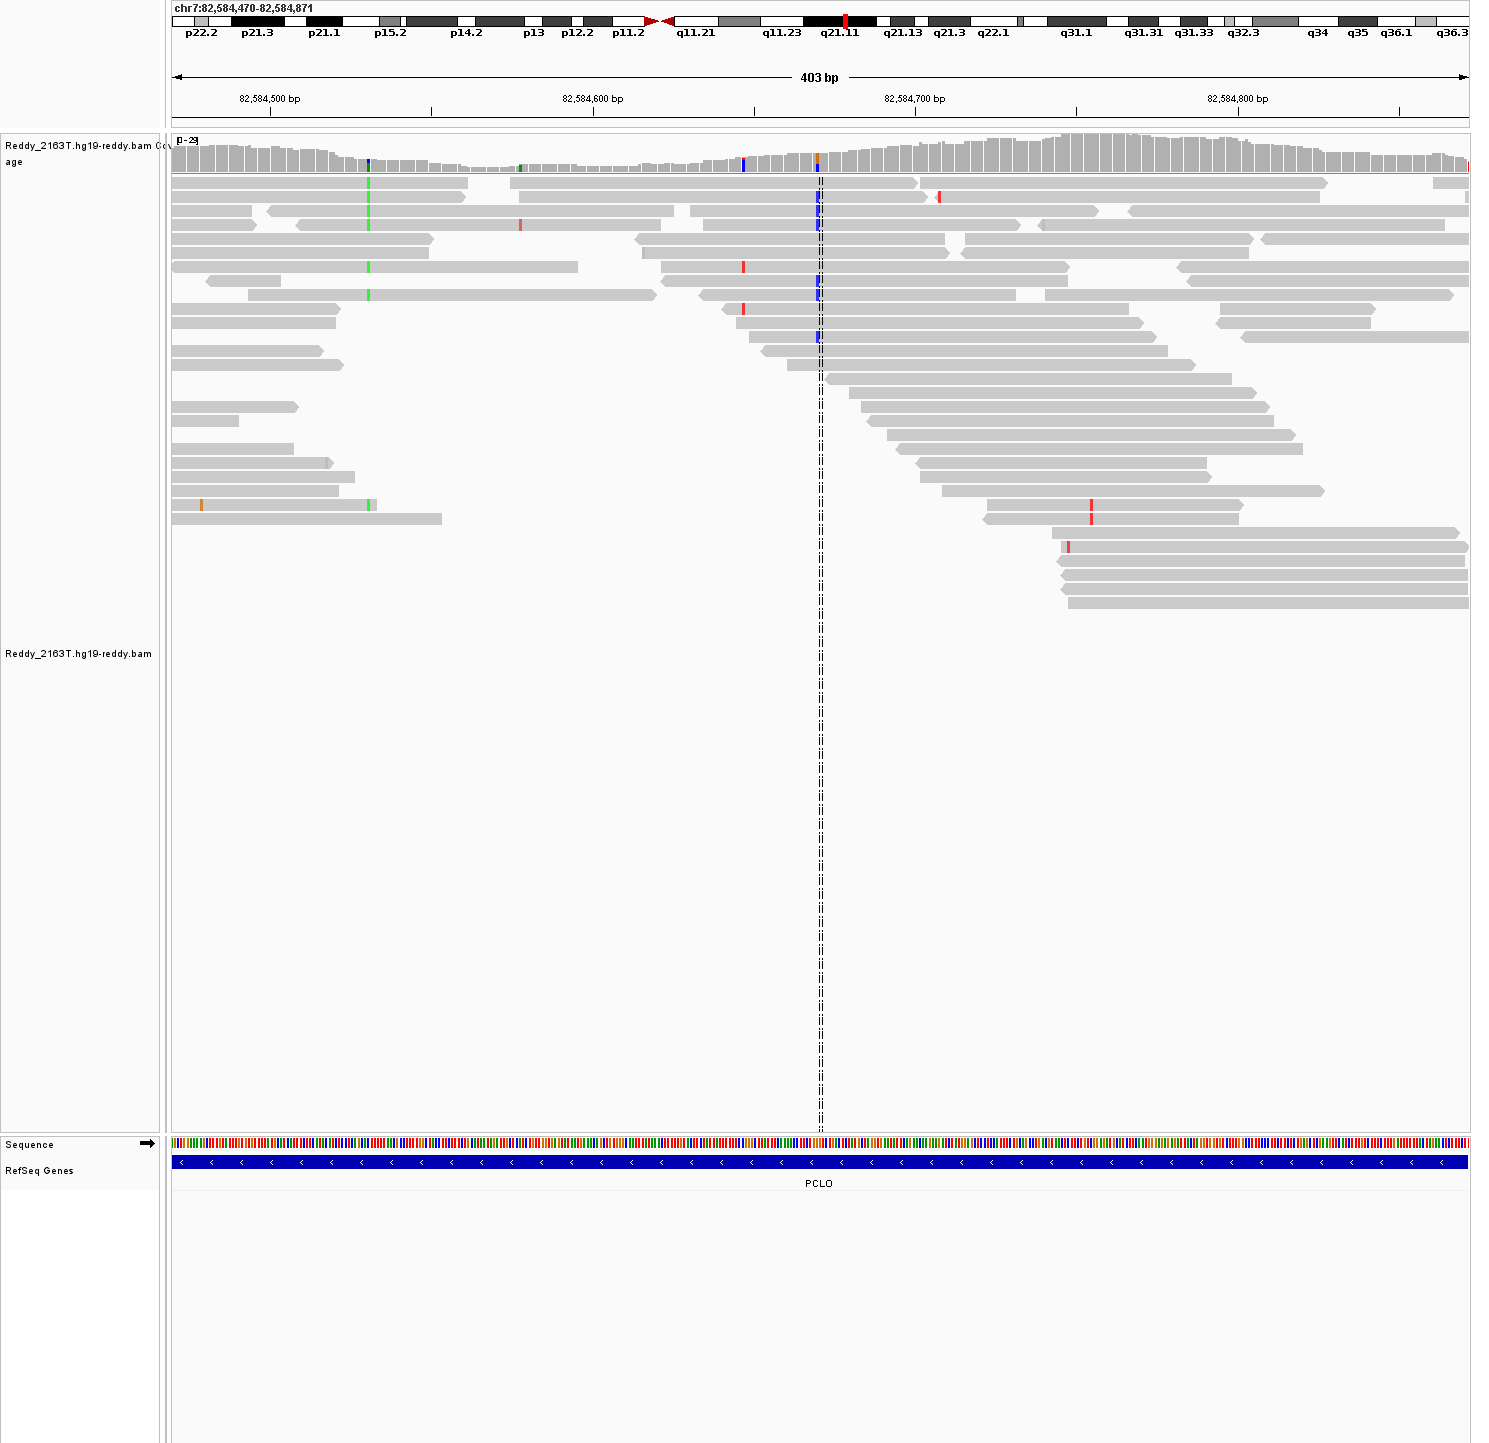 chr7:82,584,470-82,584,871
p22.2 p21.3 p21.1 p15.2 p14.2 p13 p12.2 p11.2 q11.21 q11.23 q21.11 q21.13 q21.3 q22.1 q31.1 q31.31 q31.33 q32.3 q34 q35 q36.1 q36.3
403 bp
82,584,500 bp 82,584,600 bp 82,584,700 bp 82,584,800 bp
[0 - 29]
Reddy_2163T.hg19-reddy.bam Cov
age
Reddy_2163T.hg19-reddy.bam
Sequence
RefSeq Genes
PCLO